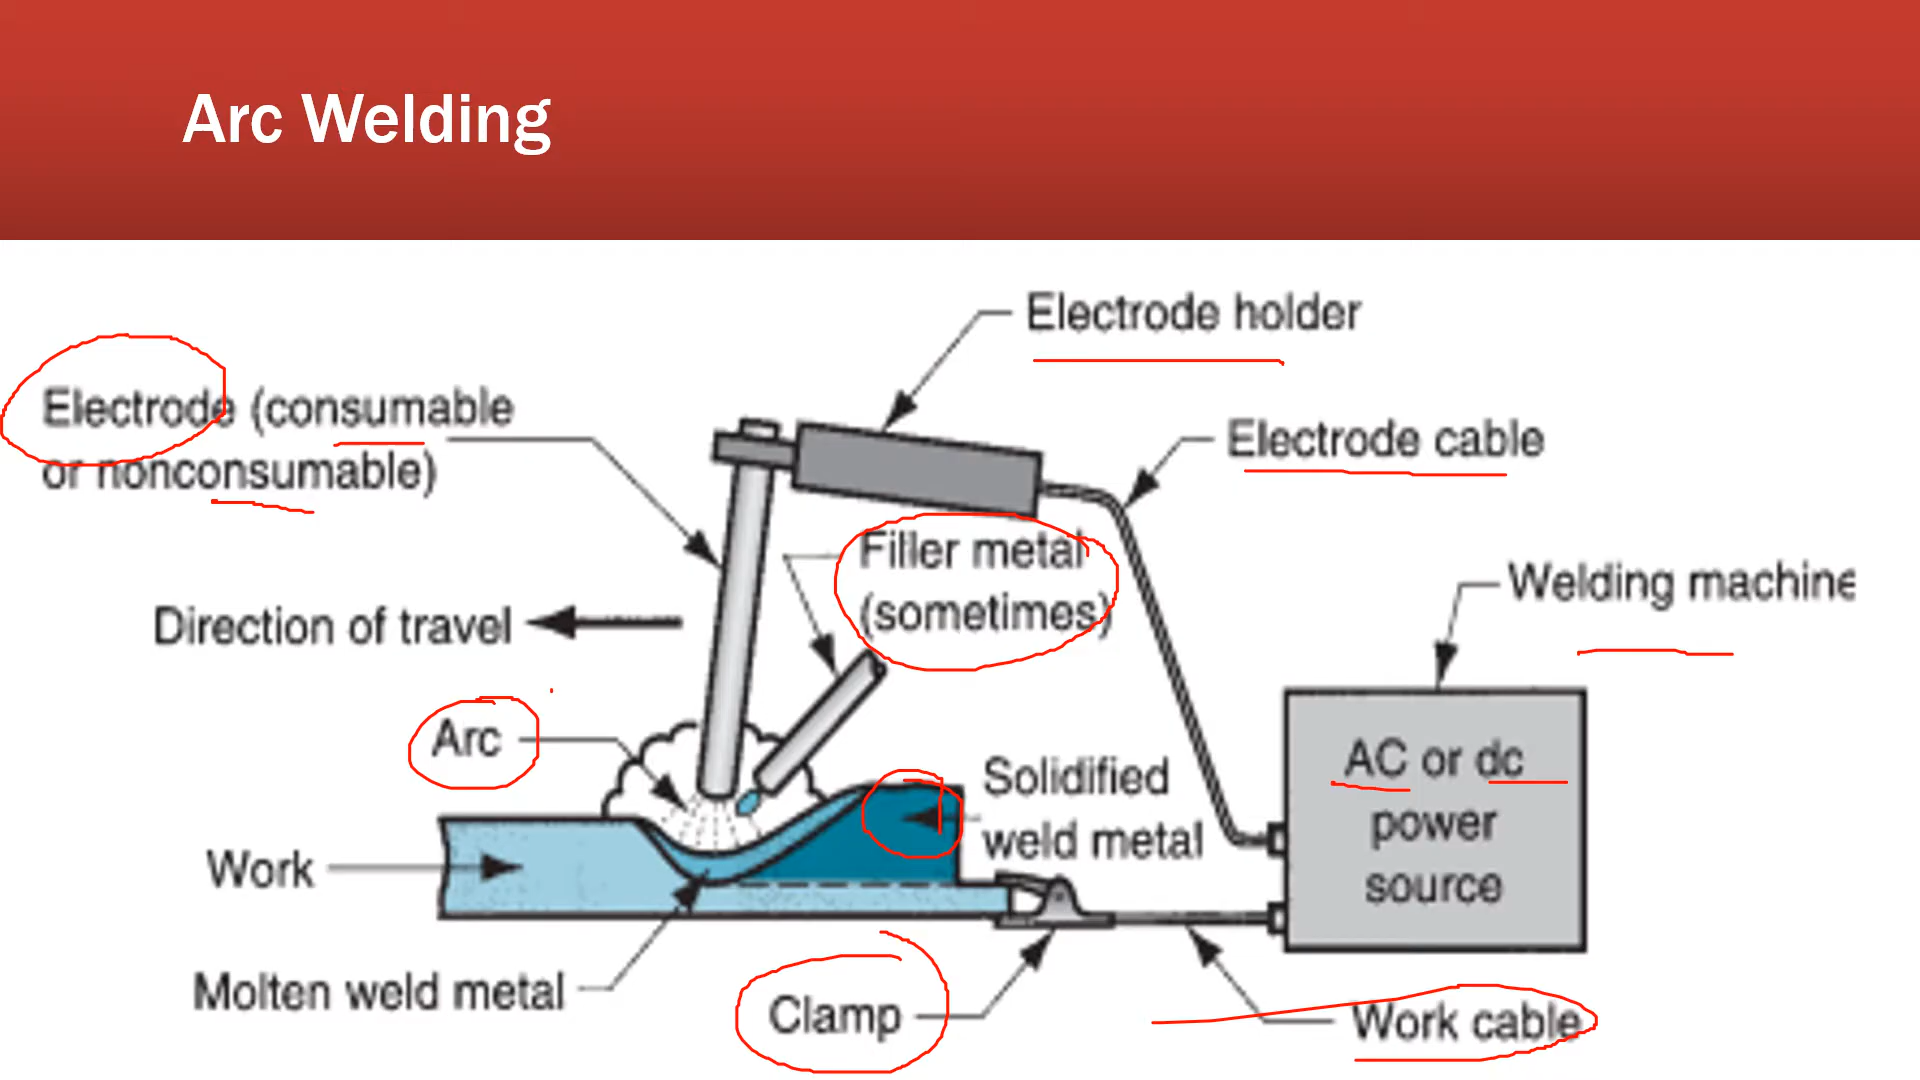 Arc Welding
Electrode holder
Electrode (consumable
or nonconsumable)
Electrode cable
Filler metal
(sometimes)
Welding machine
Direction of travel
Arc
AC or dc
power
source
Solidified
weld metal
Work
Molten weld metal
Clamp
Work cable